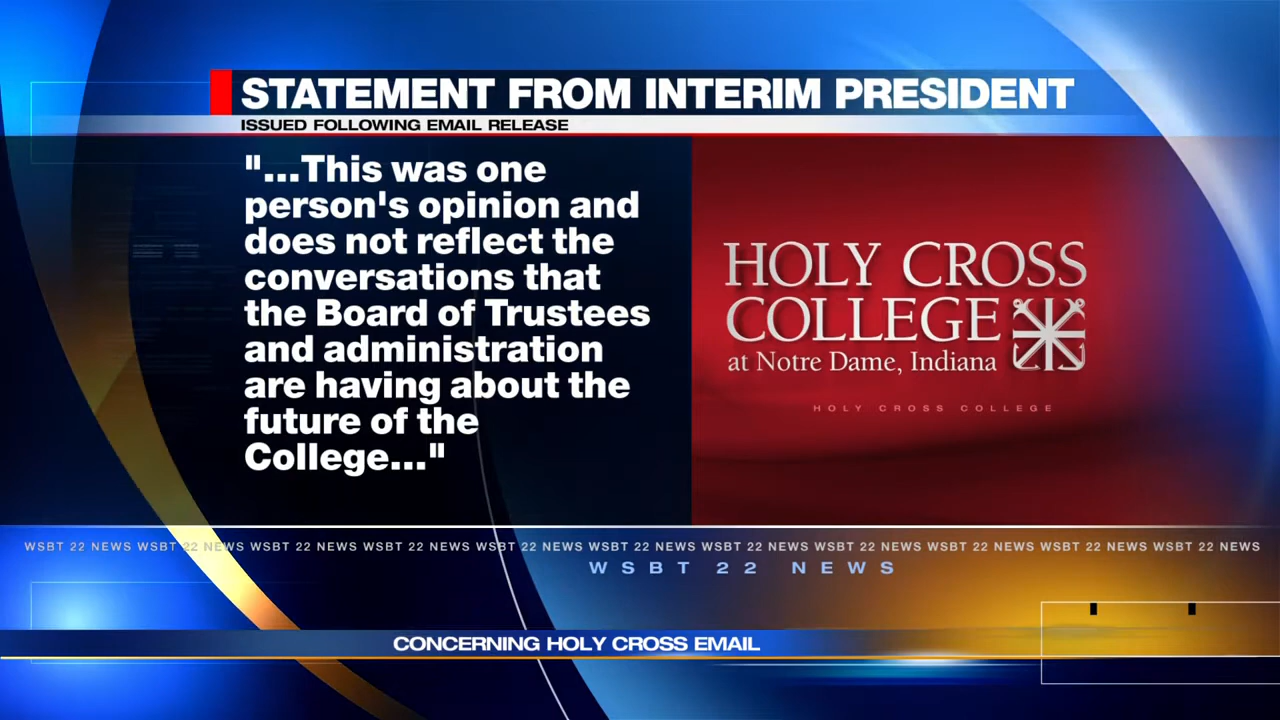 STATEMENT FROM INTERIM PRESIDENT
ISSUED FOLLOWING EMAIL RELEASE
"...This was one
person's opinion and
does not reflect the
conversations that
the Board of Trustees
and administration
are having about the
future of the
College..."
HOLY CROSS
COLLEGE
at Notre Dame, Indiana
HOLY CROSS COLLEGE
WSBT 22 NEWS WSBT 22 NEWS WSBT 22 NEWS WSBT 22 NEWS WSBT 22 NEWS WSBT 22 NEWS WSBT 22 NEWS WSBT 22 NEWS WSBT 22 NEWS WSBT 22 NEWS WSBT 22 NEWS
WSBT 22 NEWS
CONCERNING HOLY CROSS EMAIL